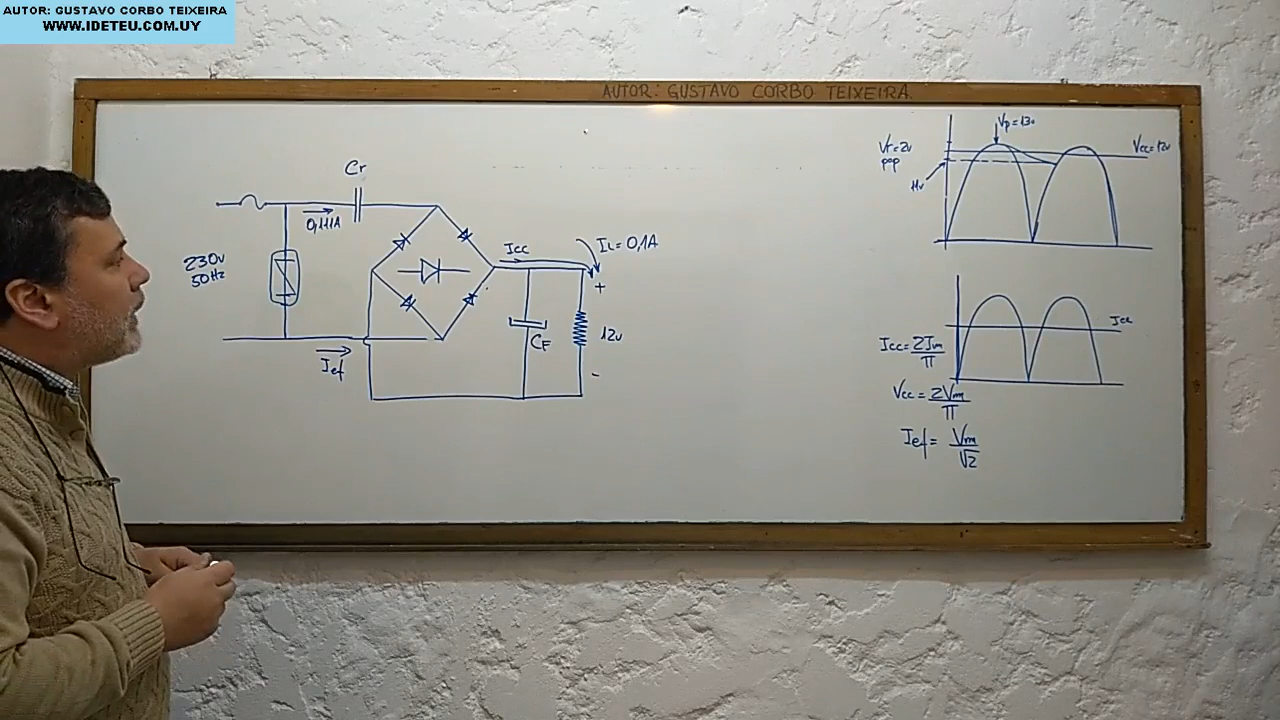 AUTOR: GUSTAVO CORBO TEIXEIRA
WWW.IDETEU.COM.UY
AUTOR: GUSTAVO CORBO TEIXEIRA.
Cr
0,111A
230v
50Hz
Ief
Icc
IL=0,1A
+
CF
12v
-
Vp=13v
Vr=2v
pop
Vcc=12v
11v
Icc
Icc=2Im/π
Vcc=2Vm/π
Ief=Vm/√2